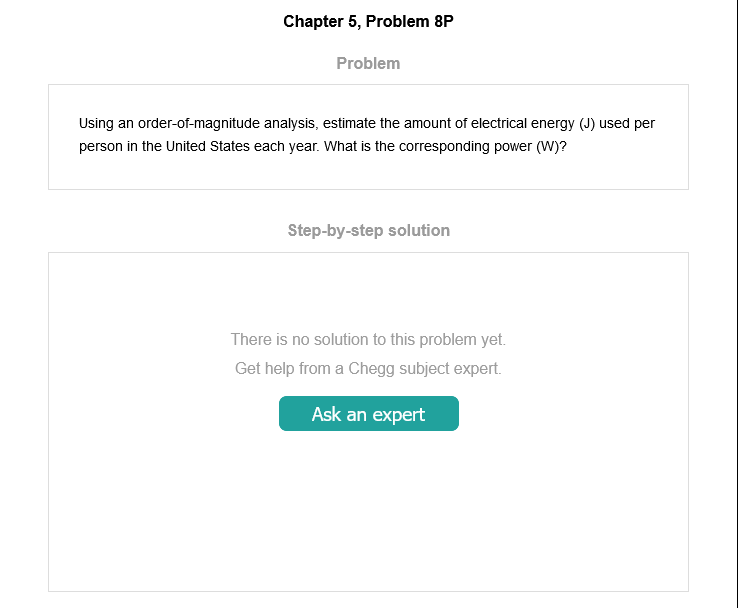 Chapter 5, Problem 8P
Problem
Using an order-of-magnitude analysis, estimate the amount of electrical energy (J) used per
person in the United States each year. What is the corresponding power (W)?
Step-by-step solution
There is no solution to this problem yet.
Get help from a Chegg subject expert.
Ask an expert